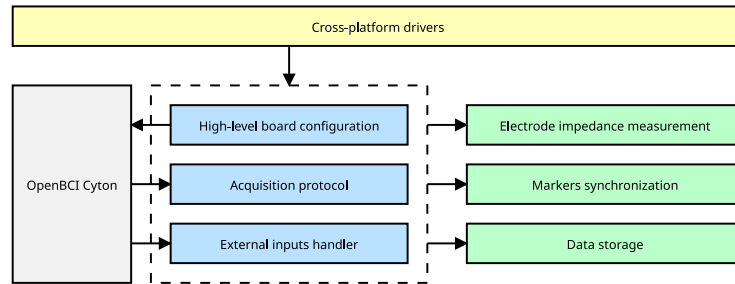 Cross-platform drivers
High-level board configuration
Electrode impedance measurement
OpenBCI Cyton
Acquisition protocol
Markers synchronization
External inputs handler
Data storage